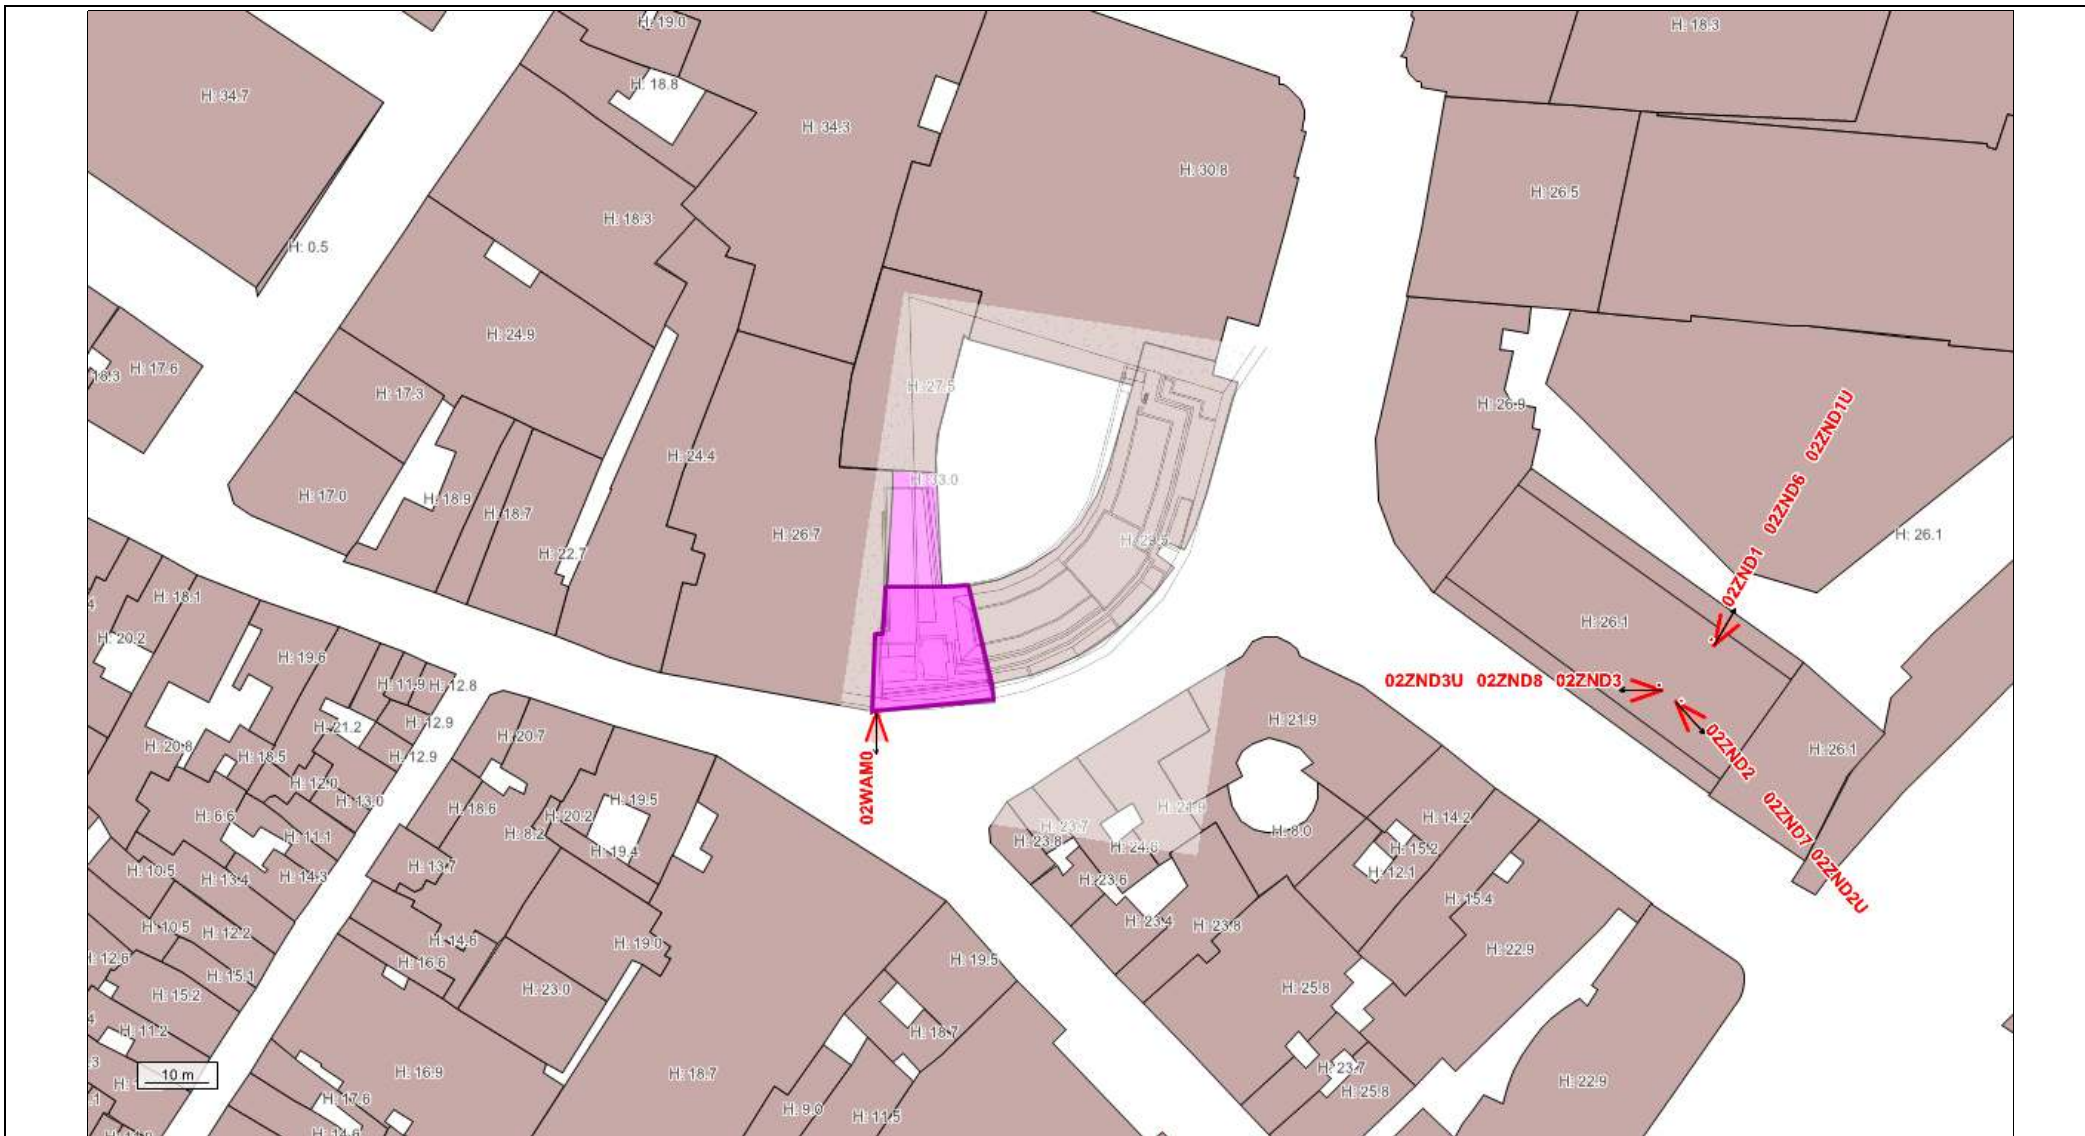 H: 19.0
H: 18.3
H: 18.8
H: 34.7
H: 34.3
H: 30.8
H: 26.5
H: 18.3
H: 0.5
H: 24.9
H: 17.6
H: 17.3
H: 27.5
H: 26.9
H: 24.4
H: 33.0
H: 17.0
H: 18.9
H: 18.7
H: 26.7
H: 22.7
H: 26.1
02ZND1 02ZND6 02ZND1U
H: 18.1
H: 20.2
H: 19.6
H: 26.1
H: 11.9
H: 12.8
02ZND3U 02ZND8 02ZND3
H: 12.9
H: 21.2
H: 20.7
H: 21.9
H: 20.8
H: 18.5
H: 12.9
H: 26.1
02ZND2 02ZND7 02ZND2U
02WAM0
H: 12.0
H: 13.0
H: 18.6
H: 19.5
H: 20.2
H: 21.9
H: 6.6
H: 11.1
H: 8.2
H: 23.7
H: 23.8
H: 24.6
H: 8.0
H: 14.2
H: 19.4
H: 15.2
H: 10.5
H: 13.4
H: 14.3
H: 13.7
H: 23.6
H: 12.1
H: 15.4
H: 10.5
H: 12.2
H: 23.4
H: 23.8
H: 14.6
H: 19.0
H: 22.9
H: 12.6
H: 15.1
H: 16.6
H: 19.5
H: 15.2
H: 23.0
H: 25.8
H: 11.2
H: 18.7
10 m
H: 16.9
H: 18.7
H: 23.7
H: 22.9
H: 17.6
H: 25.8
H: 9.0
H: 11.5
H: 14.6